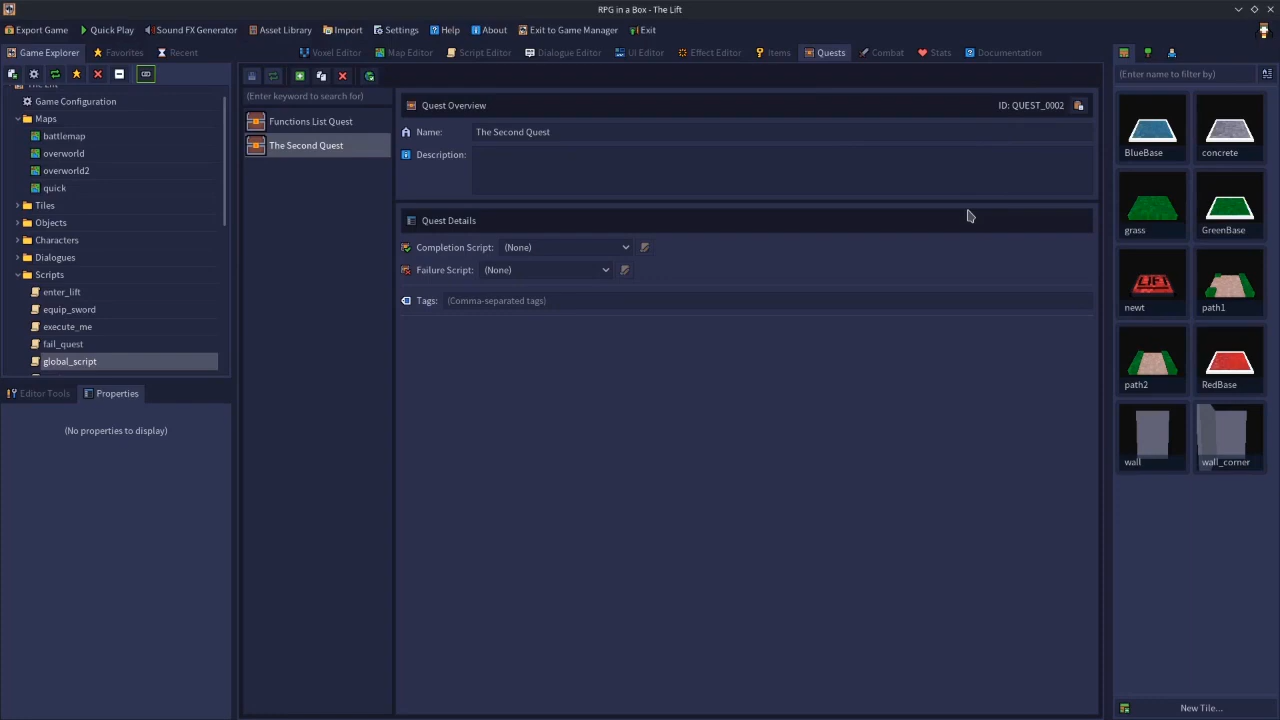 RPG in a Box - The Lift
Export Game Quick Play Sound FX Generator Asset Library Import Settings Help About Exit to Game Manager Exit
Game Explorer Favorites Recent Voxel Editor Map Editor Script Editor Dialogue Editor UI Editor Effect Editor Items Quests Combat Stats Documentation
(Enter name to filter by)
Game Configuration
Maps
battlemap
overworld
overworld2
quick
Tiles
Objects
Characters
Dialogues
Scripts
enter_lift
equip_sword
execute_me
fail_quest
global_script
Editor Tools Properties
(No properties to display)
(Enter keyword to search for)
Functions List Quest
The Second Quest
Quest Overview ID: QUEST_0002
Name: The Second Quest
Description:
Quest Details
Completion Script: (None)
Failure Script: (None)
Tags: (Comma-separated tags)
BlueBase concrete
grass GreenBase
LIFT
newt path1
path2 RedBase
wall wall_corner
New Tile...